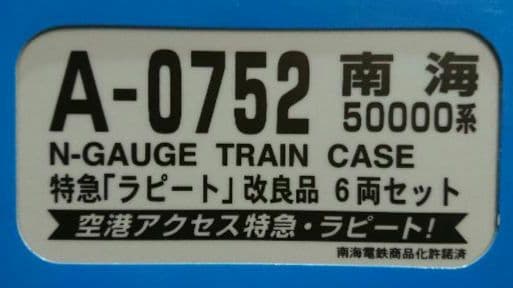 A-0752 南海
50000系
N-GAUGE TRAIN CASE
特急「ラピート」改良品 6両セット
空港アクセス特急・ラピート!
南海電鉄商品化許諾済